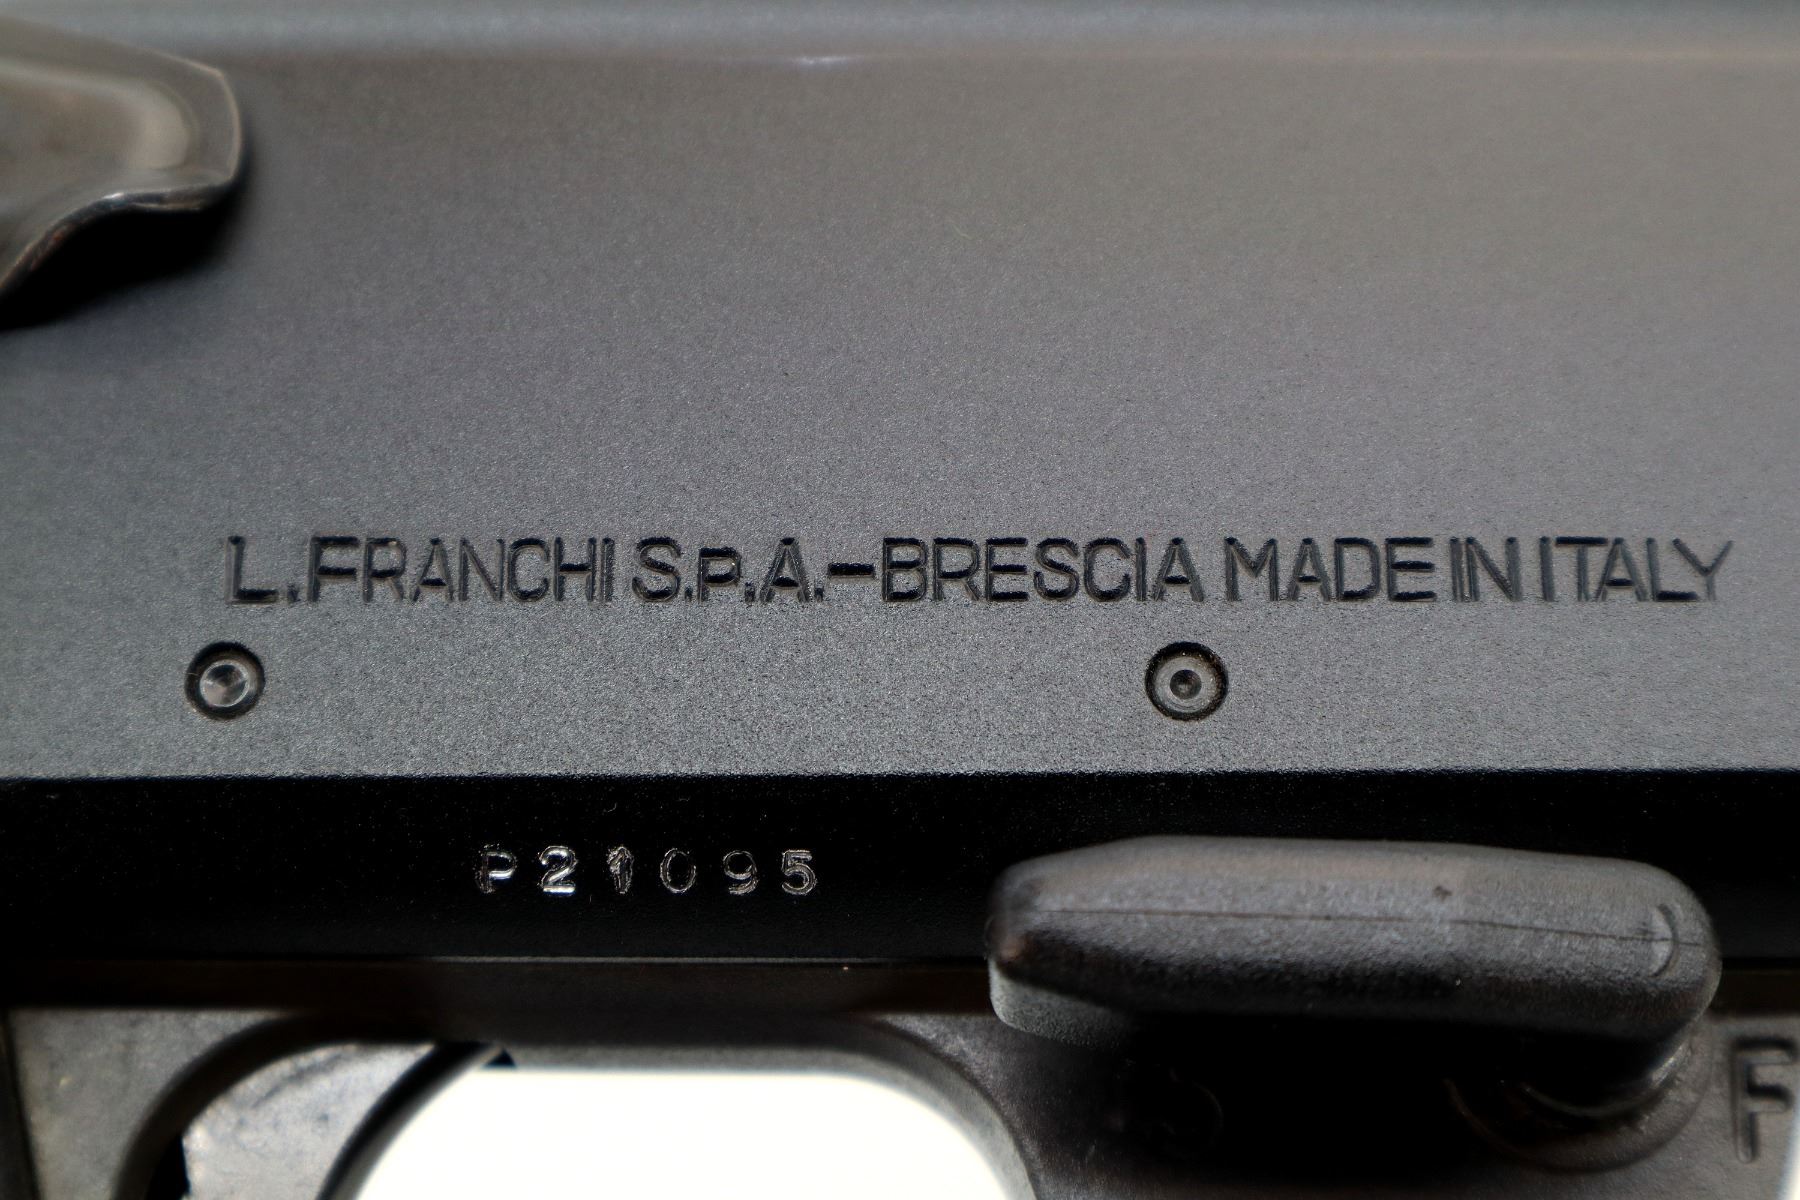 L. FRANCHI S.p.A.-BRESCIA MADE IN ITALY
P21095
F